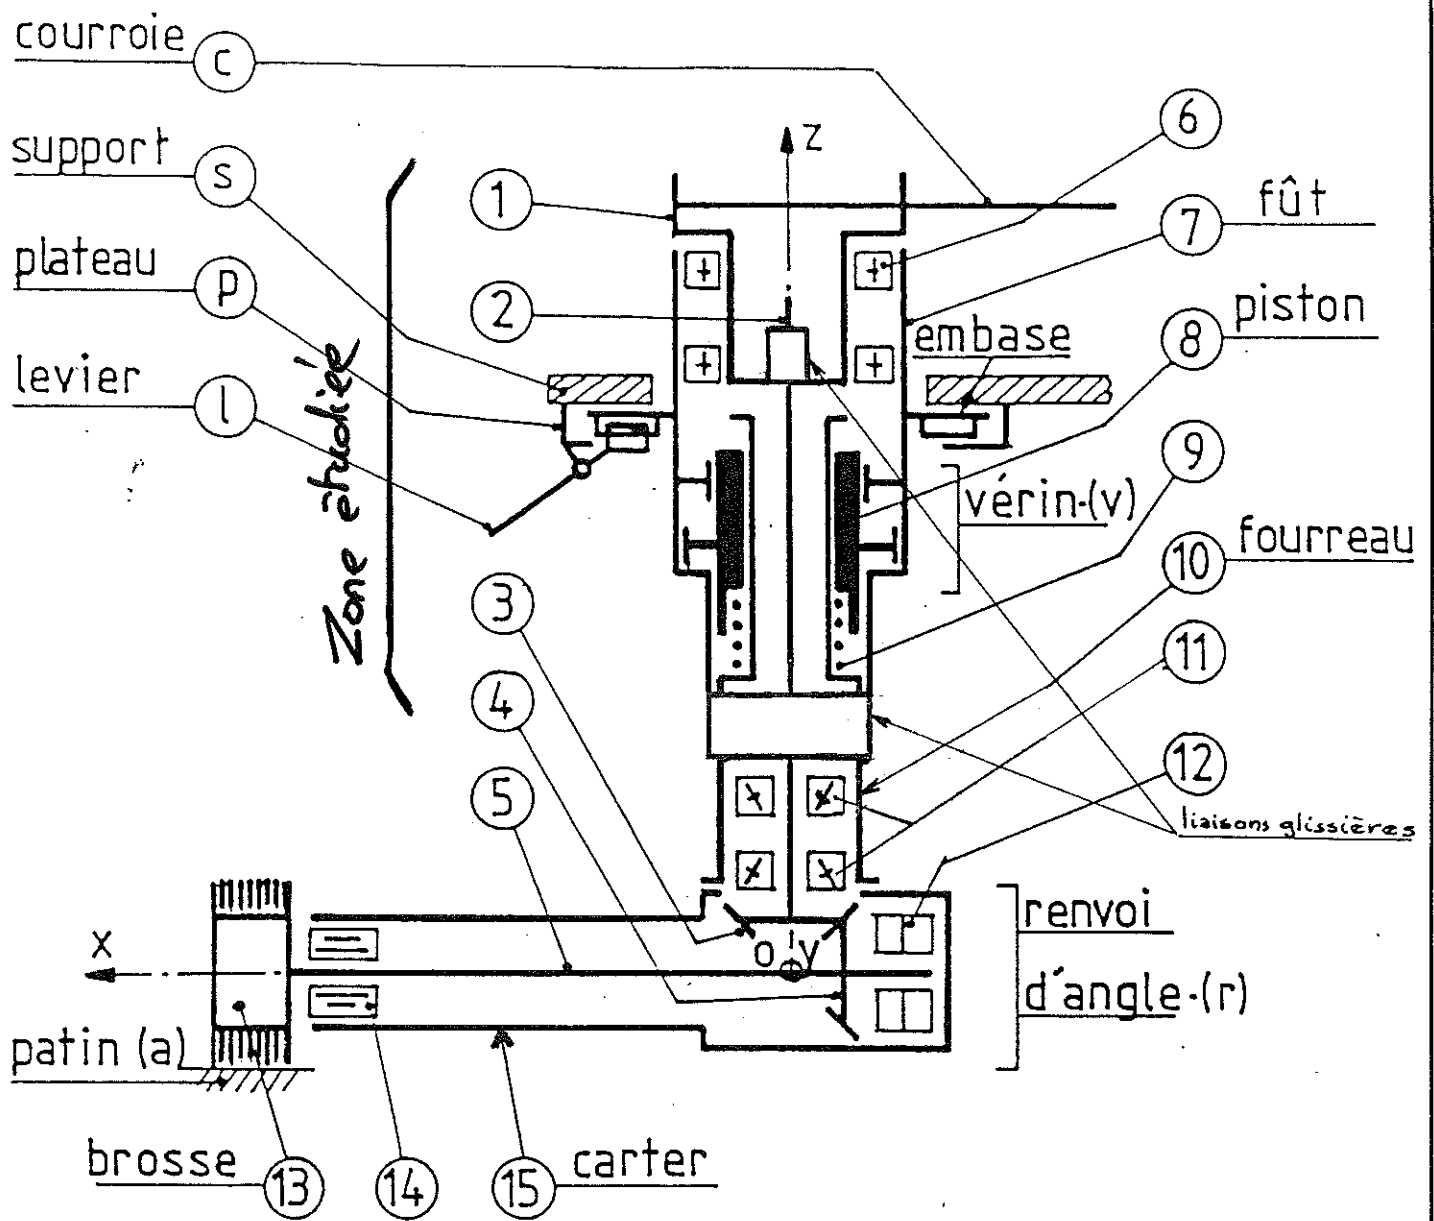 courroie c
support s
plateau p
levier l
Zone étudiée
z
1
2
6
7 fût
8 piston
embase
vérin-(v)
9
10 fourreau
3
11
4
12
5
liaisons glissières
x
o y
renvoi
d'angle-(r)
patin (a)
brosse 13
14
15 carter